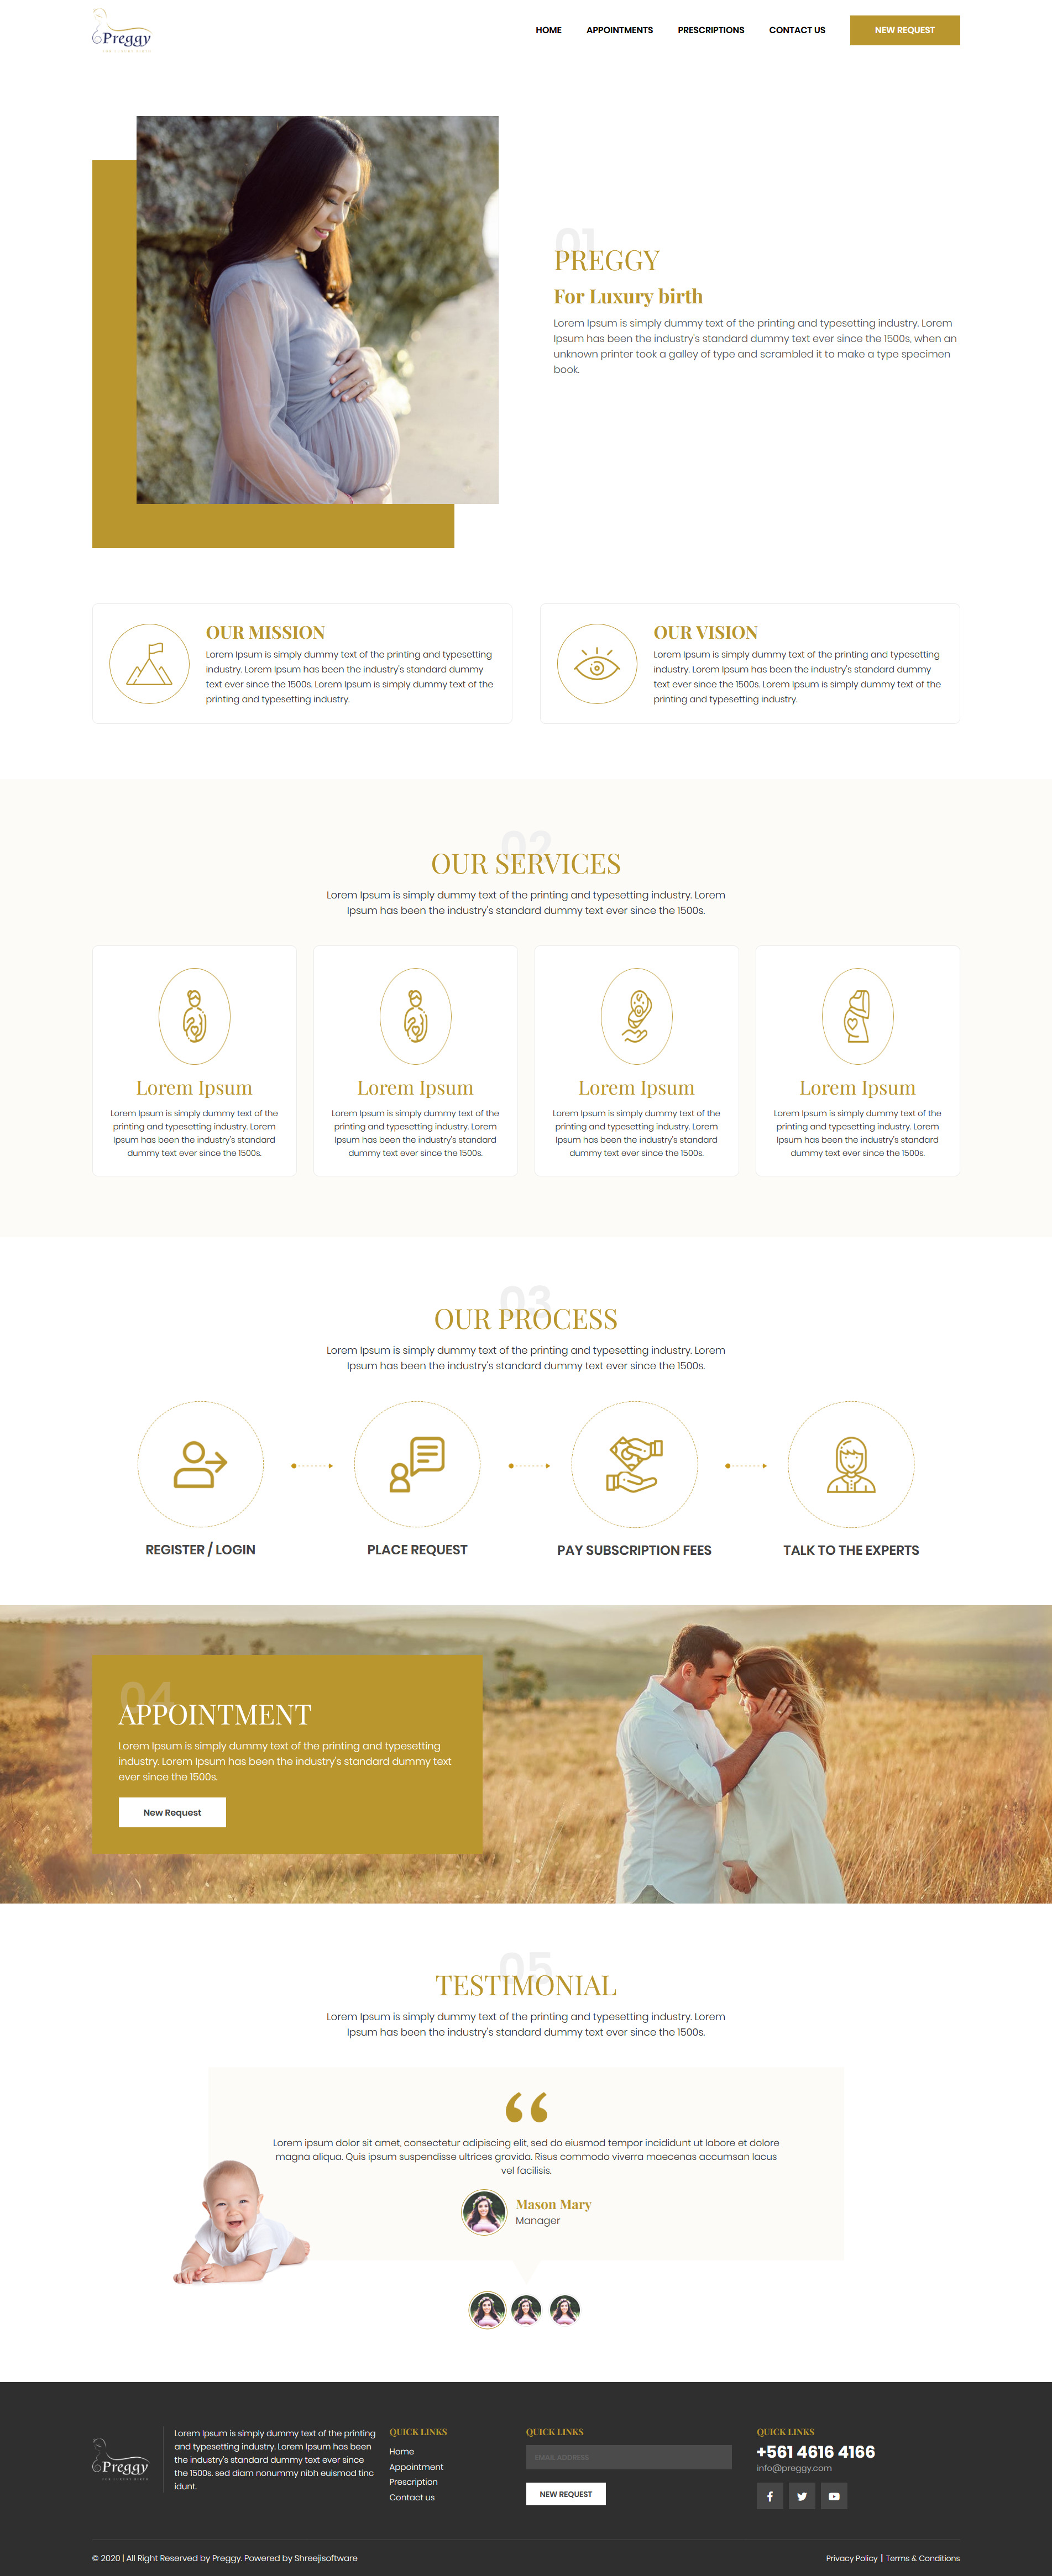 Preggy
FOR LUXURY BIRTH
HOME
APPOINTMENTS
PRESCRIPTIONS
CONTACT US
NEW REQUEST
01
PREGGY
For Luxury birth
Lorem Ipsum is simply dummy text of the printing and typesetting industry. Lorem
Ipsum has been the industry's standard dummy text ever since the 1500s, when an
unknown printer took a galley of type and scrambled it to make a type specimen
book.
OUR MISSION
Lorem Ipsum is simply dummy text of the printing and typesetting
industry. Lorem Ipsum has been the industry's standard dummy
text ever since the 1500s. Lorem Ipsum is simply dummy text of the
printing and typesetting industry.
OUR VISION
Lorem Ipsum is simply dummy text of the printing and typesetting
industry. Lorem Ipsum has been the industry's standard dummy
text ever since the 1500s. Lorem Ipsum is simply dummy text of the
printing and typesetting industry.
02
OUR SERVICES
Lorem Ipsum is simply dummy text of the printing and typesetting industry. Lorem
Ipsum has been the industry's standard dummy text ever since the 1500s.
Lorem Ipsum
Lorem Ipsum is simply dummy text of the
printing and typesetting industry. Lorem
Ipsum has been the industry's standard
dummy text ever since the 1500s.
Lorem Ipsum
Lorem Ipsum is simply dummy text of the
printing and typesetting industry. Lorem
Ipsum has been the industry's standard
dummy text ever since the 1500s.
Lorem Ipsum
Lorem Ipsum is simply dummy text of the
printing and typesetting industry. Lorem
Ipsum has been the industry's standard
dummy text ever since the 1500s.
Lorem Ipsum
Lorem Ipsum is simply dummy text of the
printing and typesetting industry. Lorem
Ipsum has been the industry's standard
dummy text ever since the 1500s.
03
OUR PROCESS
Lorem Ipsum is simply dummy text of the printing and typesetting industry. Lorem
Ipsum has been the industry's standard dummy text ever since the 1500s.
REGISTER / LOGIN
PLACE REQUEST
PAY SUBSCRIPTION FEES
TALK TO THE EXPERTS
04
APPOINTMENT
Lorem Ipsum is simply dummy text of the printing and typesetting
industry. Lorem Ipsum has been the industry's standard dummy text
ever since the 1500s.
New Request
05
TESTIMONIAL
Lorem Ipsum is simply dummy text of the printing and typesetting industry. Lorem
Ipsum has been the industry's standard dummy text ever since the 1500s.
Lorem ipsum dolor sit amet, consectetur adipiscing elit, sed do eiusmod tempor incididunt ut labore et dolore
magna aliqua. Quis ipsum suspendisse ultrices gravida. Risus commodo viverra maecenas accumsan lacus
vel facilisis.
Mason Mary
Manager
Preggy
FOR LUXURY BIRTH
Lorem Ipsum is simply dummy text of the printing
and typesetting industry. Lorem Ipsum has been
the industry's standard dummy text ever since
the 1500s. sed diam nonummy nibh euismod tinc
idunt.
QUICK LINKS
Home
Appointment
Prescription
Contact us
QUICK LINKS
EMAIL ADDRESS
NEW REQUEST
QUICK LINKS
+561 4616 4166
info@preggy.com
© 2020 | All Right Reserved by Preggy. Powered by Shreejisoftware
Privacy Policy | Terms & Conditions